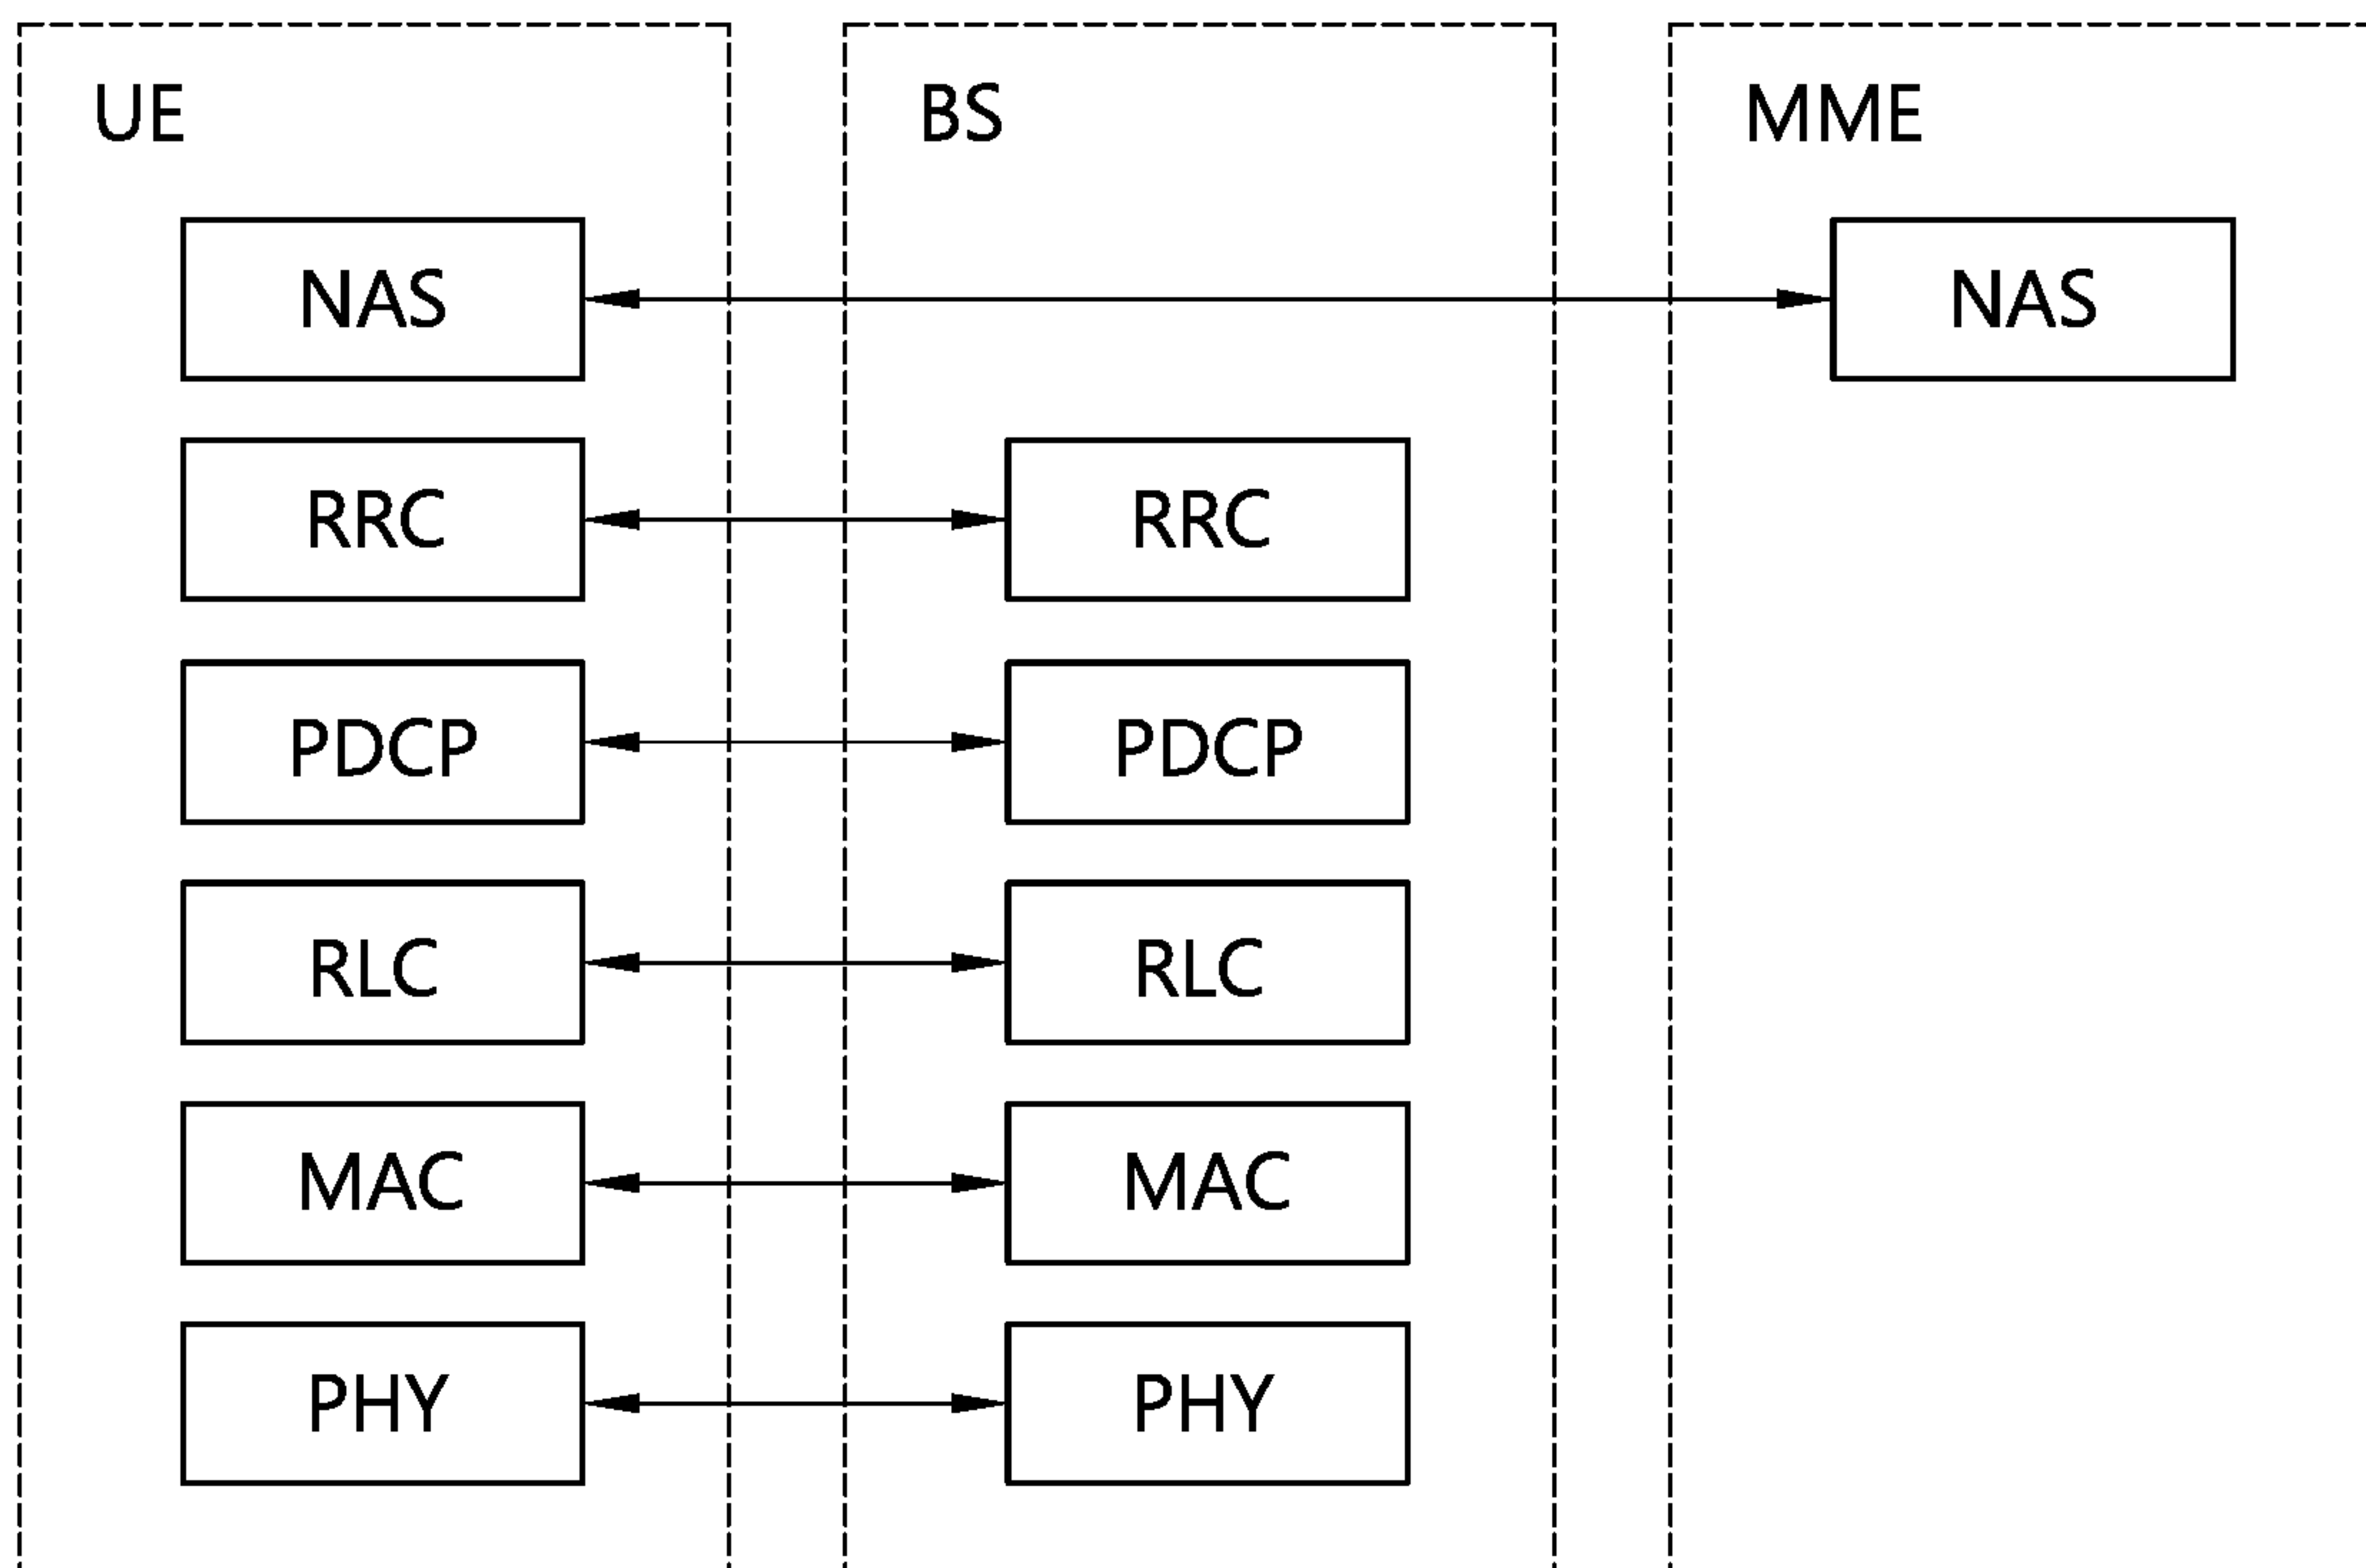 UE
BS
MME
NAS
NAS
RRC
RRC
PDCP
PDCP
RLC
RLC
MAC
MAC
PHY
PHY